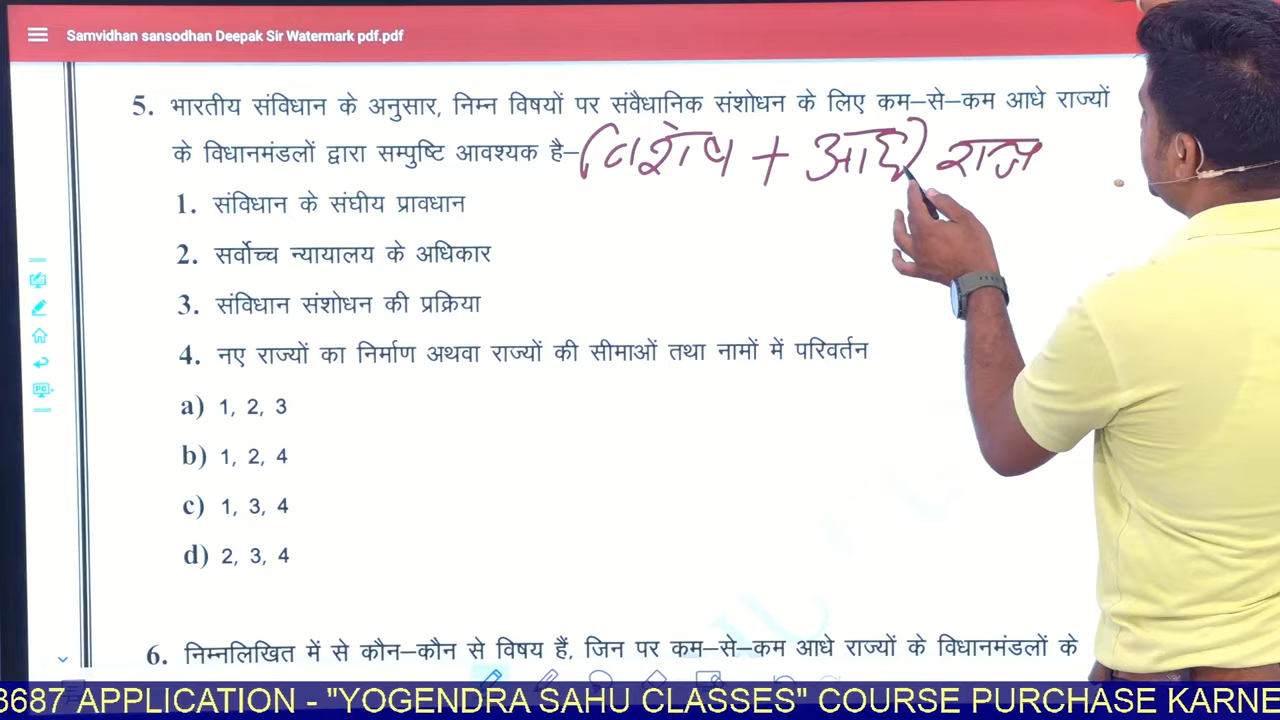 Samvidhan sansodhan Deepak Sir Watermark pdf.pdf
5. भारतीय संविधान के अनुसार, निम्न विषयों पर संवैधानिक संशोधन के लिए कम–से–कम आधे राज्यों
के विधानमंडलों द्वारा सम्पुष्टि आवश्यक है– विशेष + आधे राज्य
1. संविधान के संघीय प्रावधान
2. सर्वोच्च न्यायालय के अधिकार
3. संविधान संशोधन की प्रक्रिया
4. नए राज्यों का निर्माण अथवा राज्यों की सीमाओं तथा नामों में परिवर्तन
a) 1, 2, 3
b) 1, 2, 4
c) 1, 3, 4
d) 2, 3, 4
6. निम्नलिखित में से कौन–कौन से विषय हैं, जिन पर कम–से–कम आधे राज्यों के विधानमंडलों के
3687 APPLICATION - "YOGENDRA SAHU CLASSES" COURSE PURCHASE KARNE